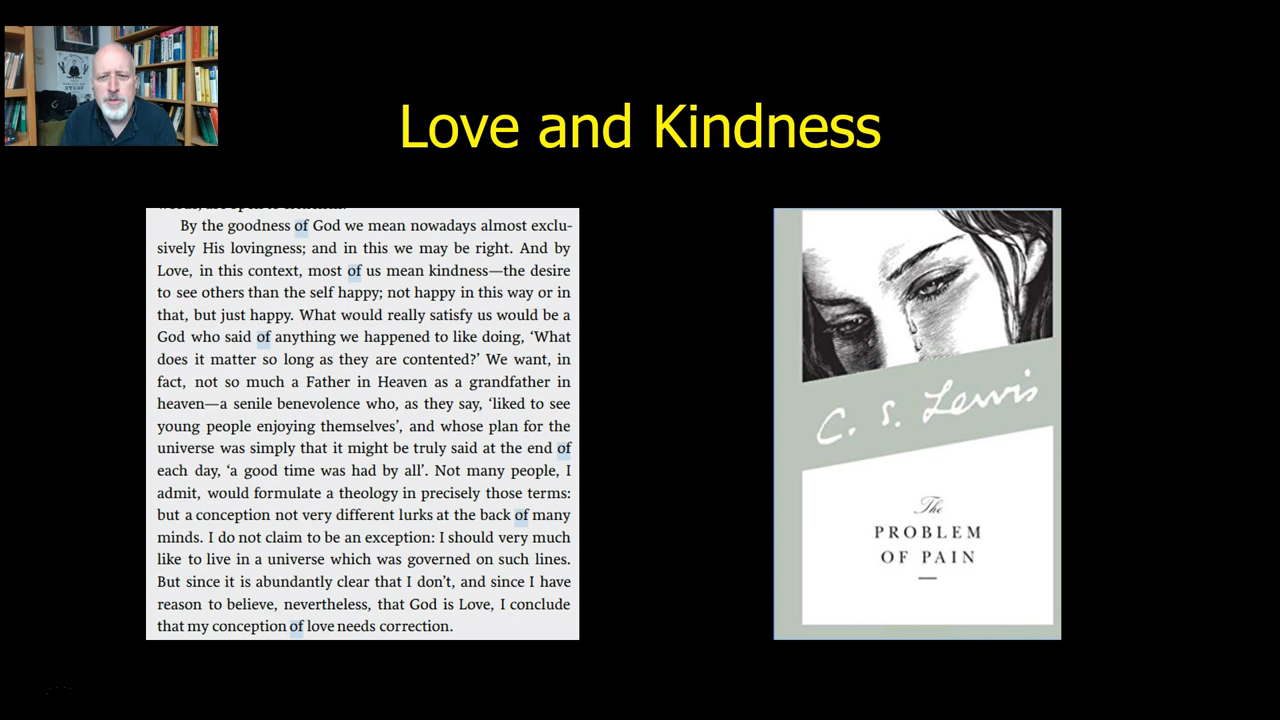 Love and Kindness
By the goodness of God we mean nowadays almost exclu-
sively His lovingness; and in this we may be right. And by
Love, in this context, most of us mean kindness—the desire
to see others than the self happy; not happy in this way or in
that, but just happy. What would really satisfy us would be a
God who said of anything we happened to like doing, ‘What
does it matter so long as they are contented?’ We want, in
fact, not so much a Father in Heaven as a grandfather in
heaven—a senile benevolence who, as they say, ‘liked to see
young people enjoying themselves’, and whose plan for the
universe was simply that it might be truly said at the end of
each day, ‘a good time was had by all’. Not many people, I
admit, would formulate a theology in precisely those terms:
but a conception not very different lurks at the back of many
minds. I do not claim to be an exception: I should very much
like to live in a universe which was governed on such lines.
But since it is abundantly clear that I don’t, and since I have
reason to believe, nevertheless, that God is Love, I conclude
that my conception of love needs correction.
C. S. Lewis
The
PROBLEM
OF PAIN